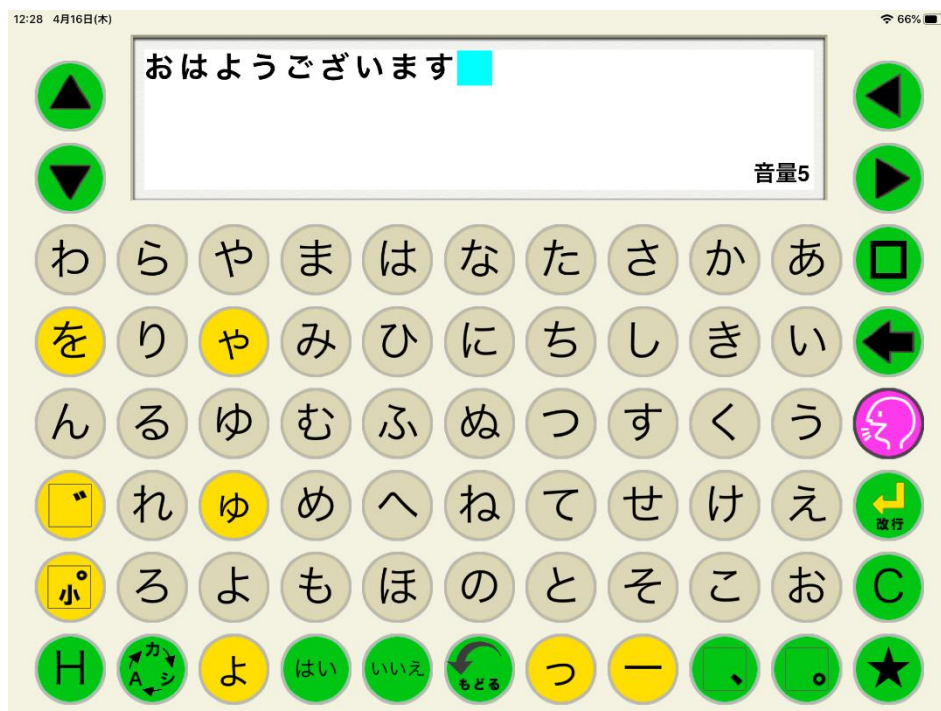 12:28 4月16日(木) 66%
おはようございます
音量5
わ ら や ま は な た さ か あ
を り ゃ み ひ に ち し き い
ん る ゆ む ふ ぬ つ す く う
゛ れ ゅ め へ ね て せ け え 改行
小゜ ろ よ も ほ の と そ こ お C
H カ A シ ょ はい いいえ もどる っ ー 、 。 ★